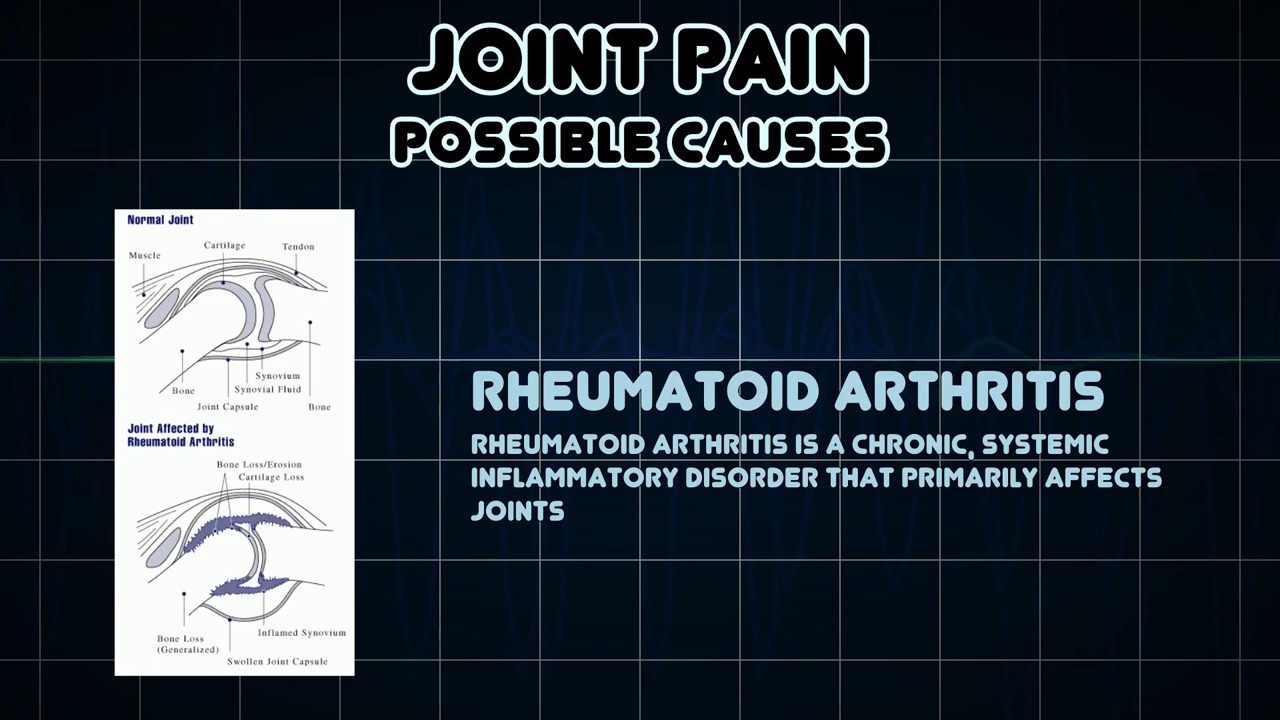 JOINT PAIN
POSSIBLE CAUSES
Normal Joint
Cartilage
Tendon
Muscle
Synovium
Bone
Synovial Fluid
Joint Capsule
Bone
Joint Affected by
Rheumatoid Arthritis
Bone Loss/Erosion
Cartilage Loss
Inflamed Synovium
Bone Loss
(Generalized)
Swollen Joint Capsule
RHEUMATOID ARTHRITIS
RHEUMATOID ARTHRITIS IS A CHRONIC, SYSTEMIC
INFLAMMATORY DISORDER THAT PRIMARILY AFFECTS
JOINTS